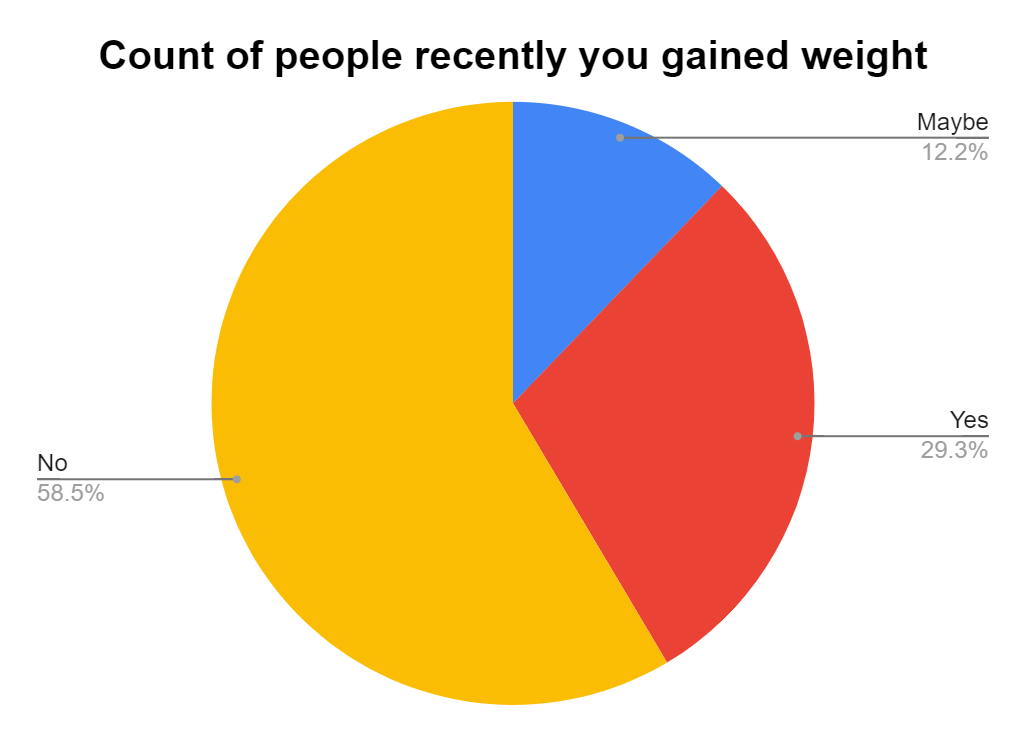 Count of people recently you gained weight
Maybe
12.2%
Yes
29.3%
No
58.5%